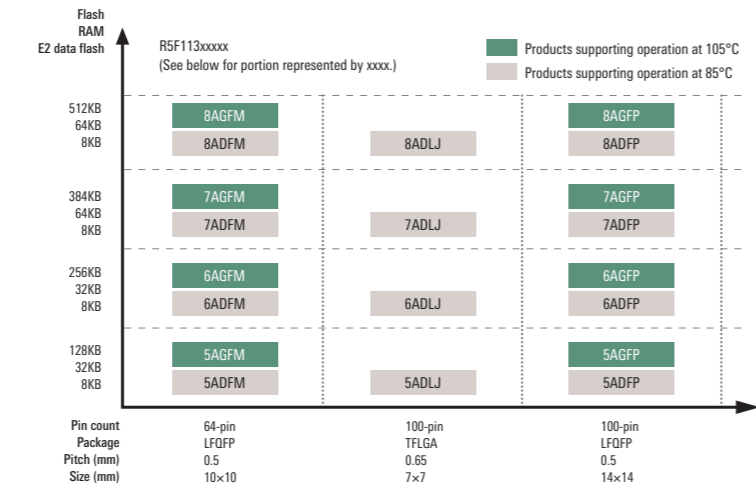 Flash
RAM
E2 data flash
R5F113xxxxx
(See below for portion represented by xxxx.)
Products supporting operation at 105°C
Products supporting operation at 85°C
512KB
64KB
8KB
8AGFM
8AGFP
8ADFM
8ADLJ
8ADFP
384KB
64KB
8KB
7AGFM
7AGFP
7ADFM
7ADLJ
7ADFP
256KB
32KB
8KB
6AGFM
6AGFP
6ADFM
6ADLJ
6ADFP
128KB
32KB
8KB
5AGFM
5AGFP
5ADFM
5ADLJ
5ADFP
Pin count 64-pin 100-pin 100-pin
Package LFQFP TFLGA LFQFP
Pitch (mm) 0.5 0.65 0.5
Size (mm) 10×10 7×7 14×14